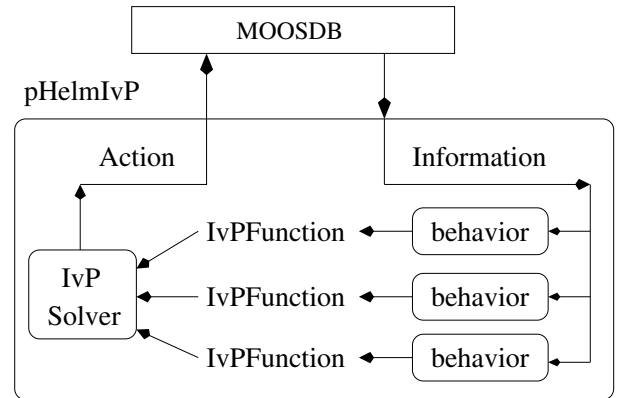 MOOSDB
pHelmIvP
Action
Information
IvPFunction
behavior
IvP
Solver
IvPFunction
behavior
IvPFunction
behavior